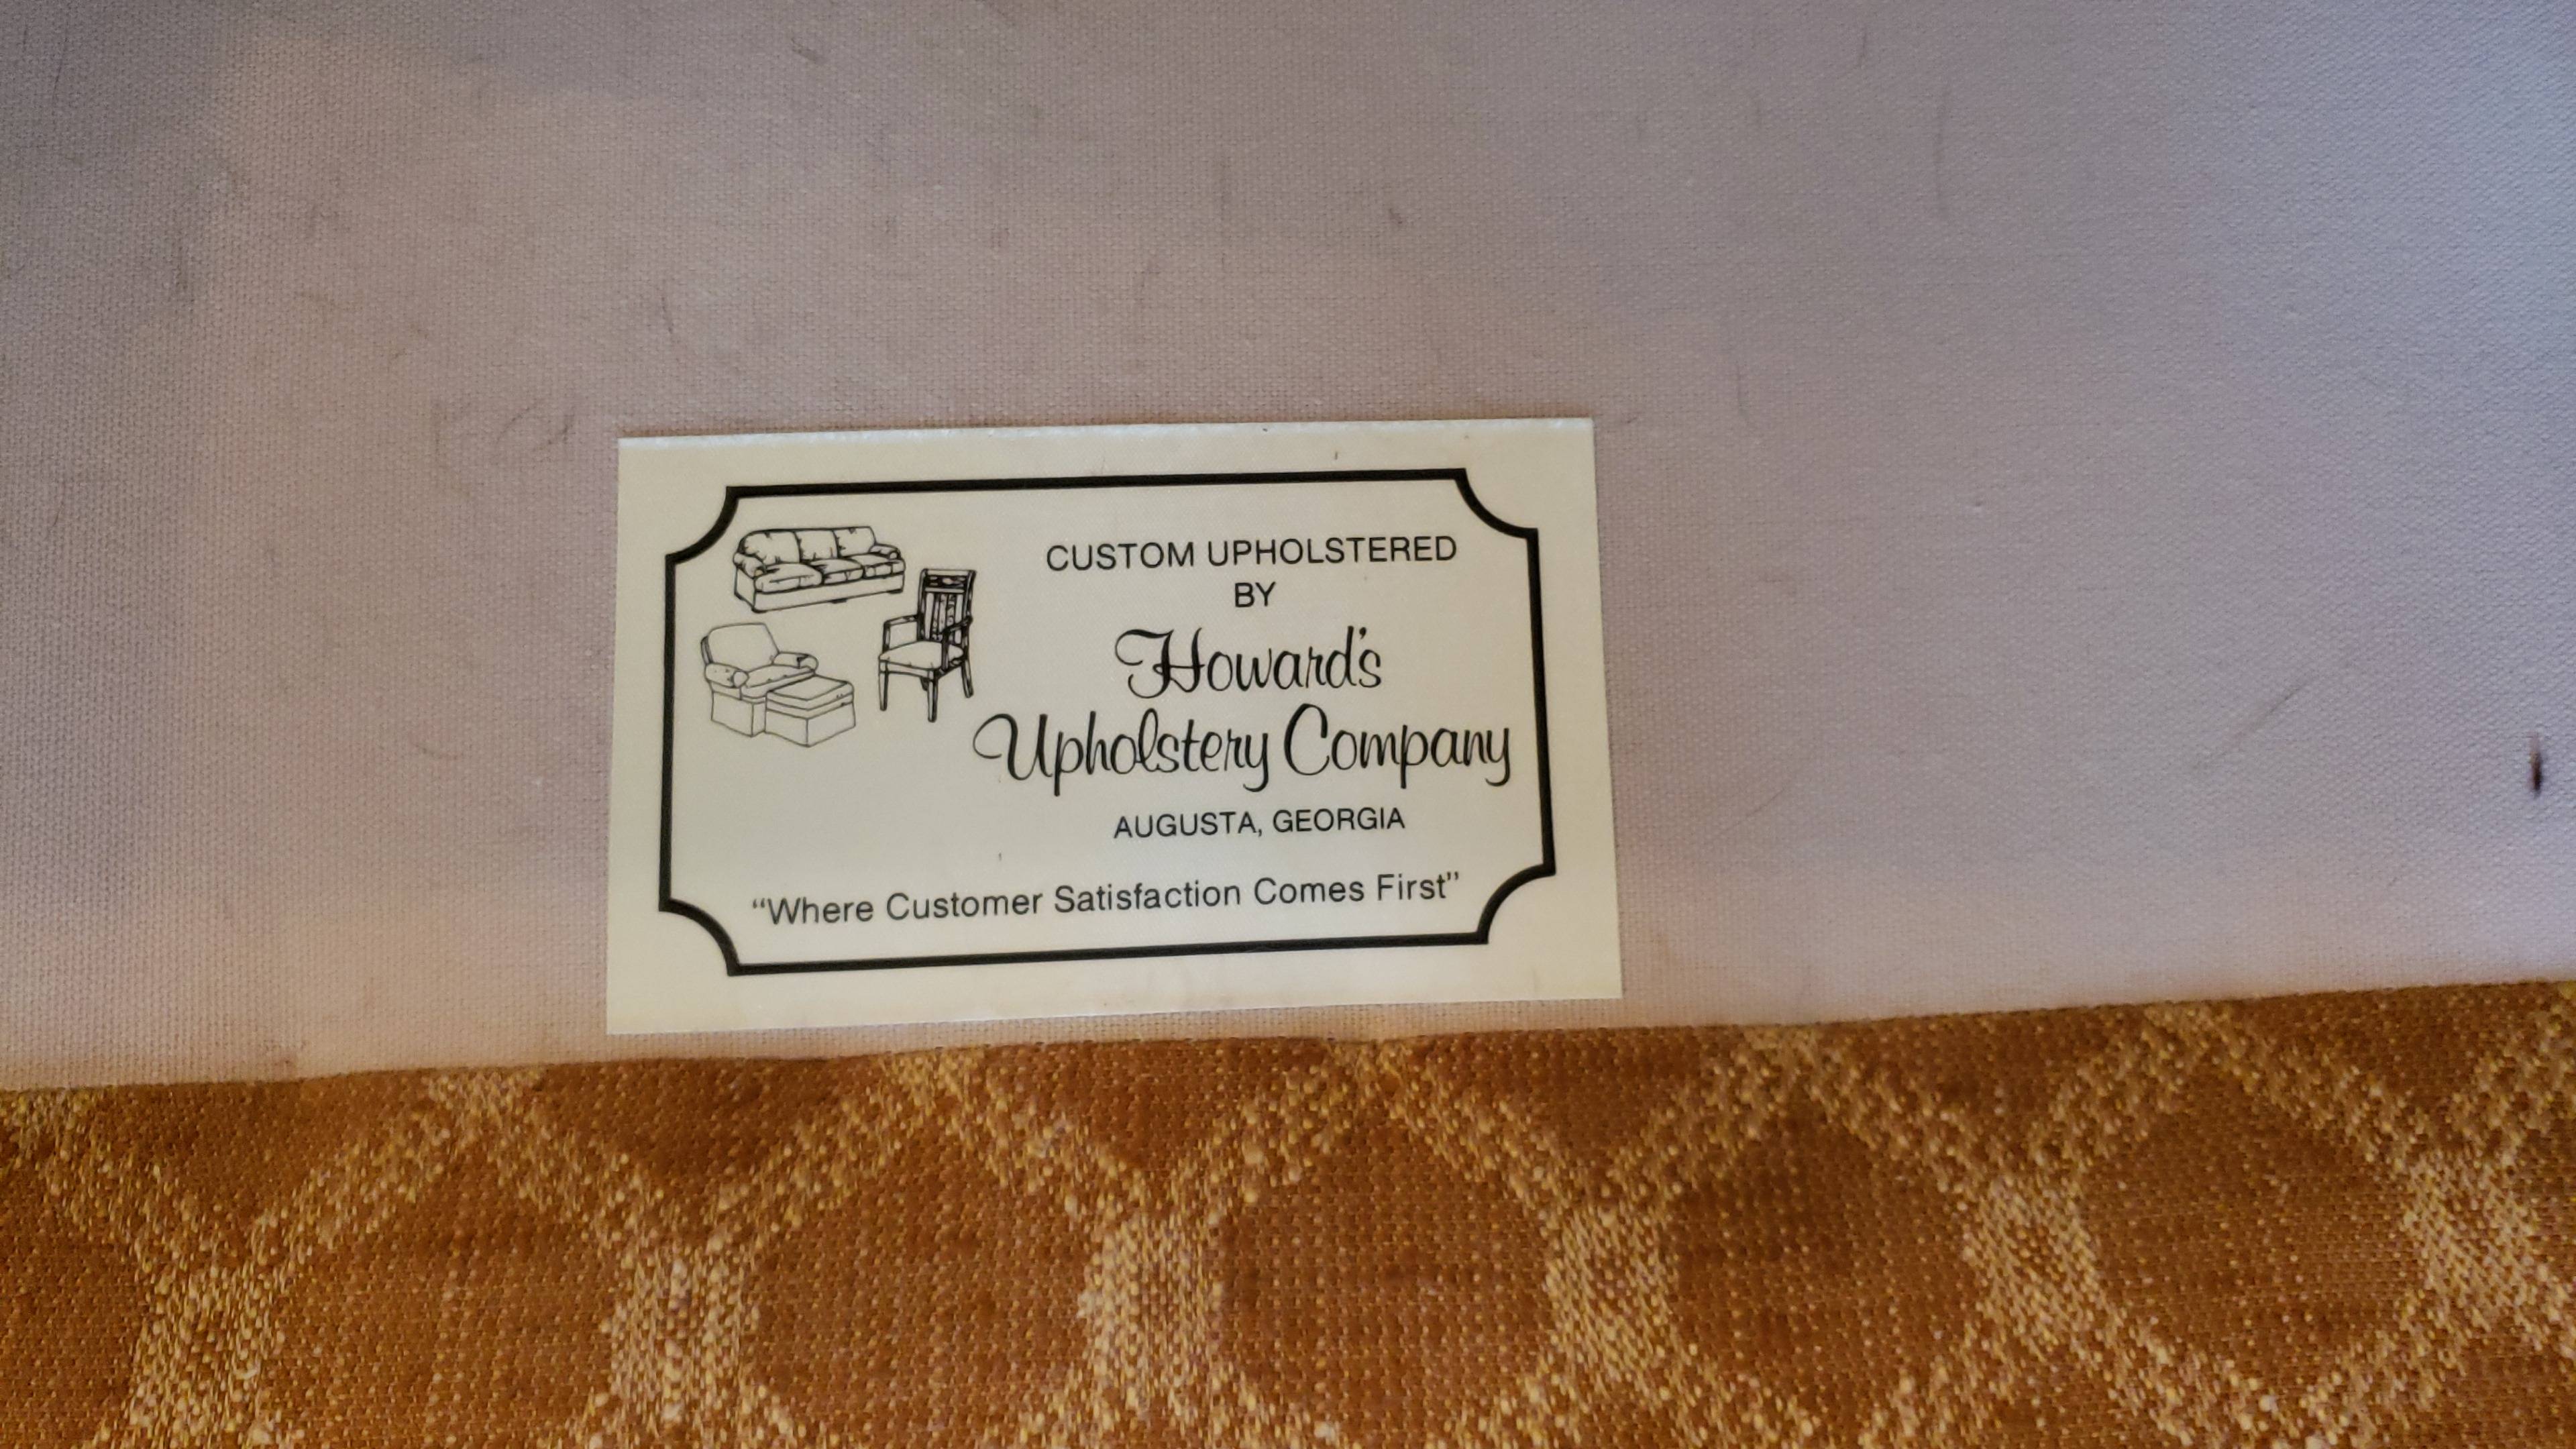 CUSTOM UPHOLSTERED
BY
Howard's
Upholstery Company
AUGUSTA, GEORGIA
“Where Customer Satisfaction Comes First”